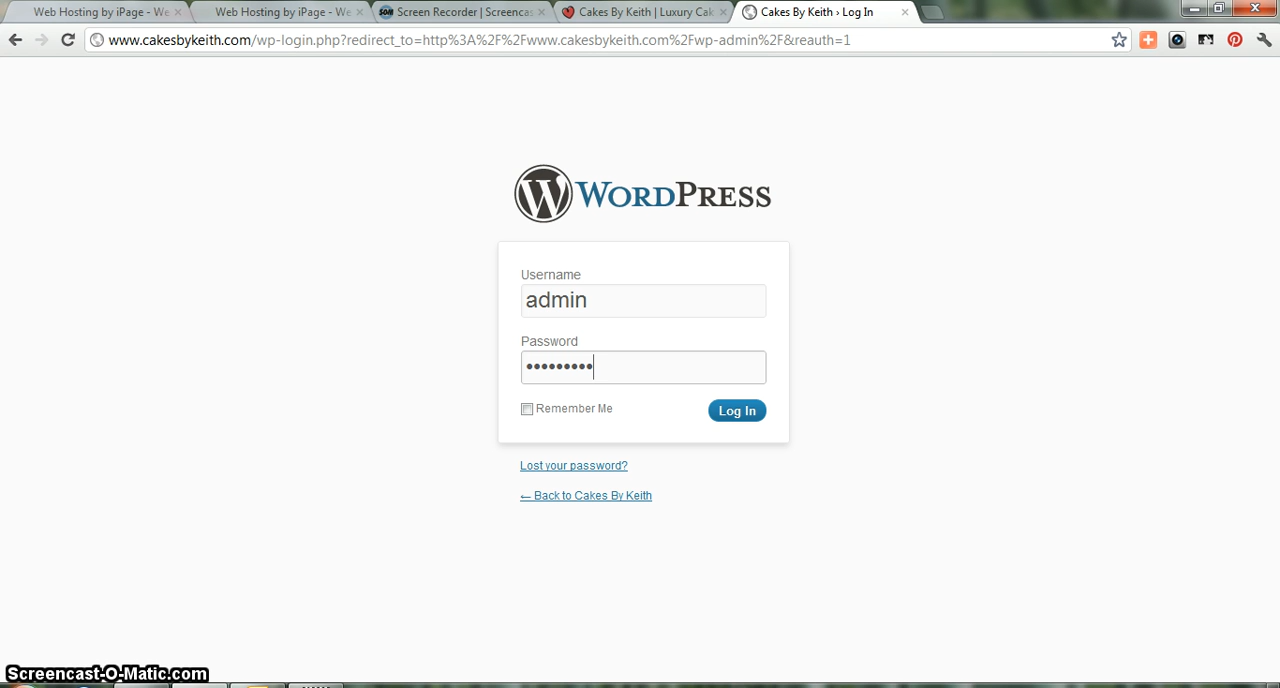 Web Hosting by iPage - We
Web Hosting by iPage - We
SOM Screen Recorder | Screencas
Cakes By Keith | Luxury Cak
Cakes By Keith › Log In
www.cakesbykeith.com/wp-login.php?redirect_to=http%3A%2F%2Fwww.cakesbykeith.com%2Fwp-admin%2F&reauth=1
WORDPRESS
Username
admin
Password
•••••••••
Remember Me
Log In
Lost your password?
← Back to Cakes By Keith
Screencast-O-Matic.com